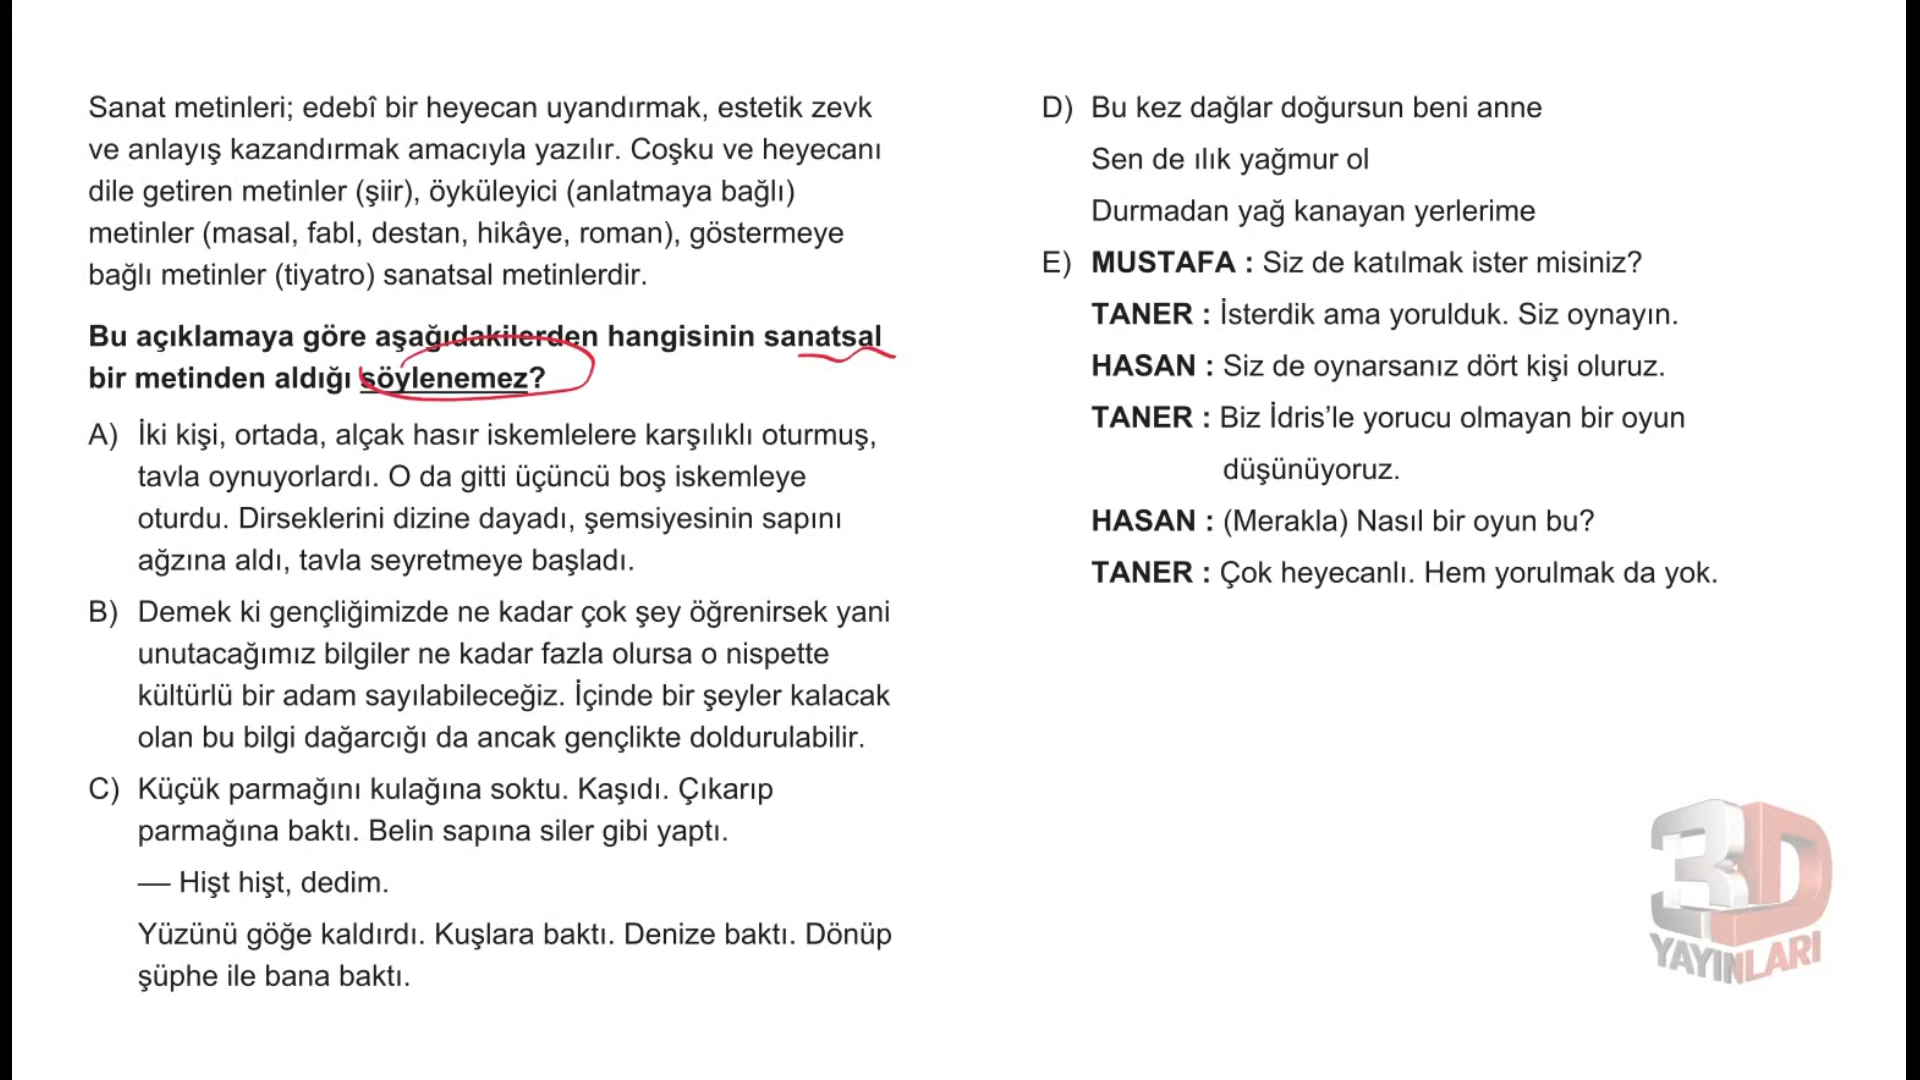 Sanat metinleri; edebî bir heyecan uyandırmak, estetik zevk
ve anlayış kazandırmak amacıyla yazılır. Coşku ve heyecanı
dile getiren metinler (şiir), öyküleyici (anlatmaya bağlı)
metinler (masal, fabl, destan, hikâye, roman), göstermeye
bağlı metinler (tiyatro) sanatsal metinlerdir.
Bu açıklamaya göre aşağıdakilerden hangisinin sanatsal
bir metinden aldığı söylenemez?
A) İki kişi, ortada, alçak hasır iskemlelere karşılıklı oturmuş,
tavla oynuyorlardı. O da gitti üçüncü boş iskemleye
oturdu. Dirseklerini dizine dayadı, şemsiyesinin sapını
ağzına aldı, tavla seyretmeye başladı.
B) Demek ki gençliğimizde ne kadar çok şey öğrenirsek yani
unutacağımız bilgiler ne kadar fazla olursa o nispette
kültürlü bir adam sayılabileceğiz. İçinde bir şeyler kalacak
olan bu bilgi dağarcığı da ancak gençlikte doldurulabilir.
C) Küçük parmağını kulağına soktu. Kaşıdı. Çıkarıp
parmağına baktı. Belin sapına siler gibi yaptı.
— Hişt hişt, dedim.
Yüzünü göğe kaldırdı. Kuşlara baktı. Denize baktı. Dönüp
şüphe ile bana baktı.
D) Bu kez dağlar doğursun beni anne
Sen de ılık yağmur ol
Durmadan yağ kanayan yerlerime
E) MUSTAFA : Siz de katılmak ister misiniz?
TANER : İsterdik ama yorulduk. Siz oynayın.
HASAN : Siz de oynarsanız dört kişi oluruz.
TANER : Biz İdris’le yorucu olmayan bir oyun
düşünüyoruz.
HASAN : (Merakla) Nasıl bir oyun bu?
TANER : Çok heyecanlı. Hem yorulmak da yok.
3D
YAYINLARI